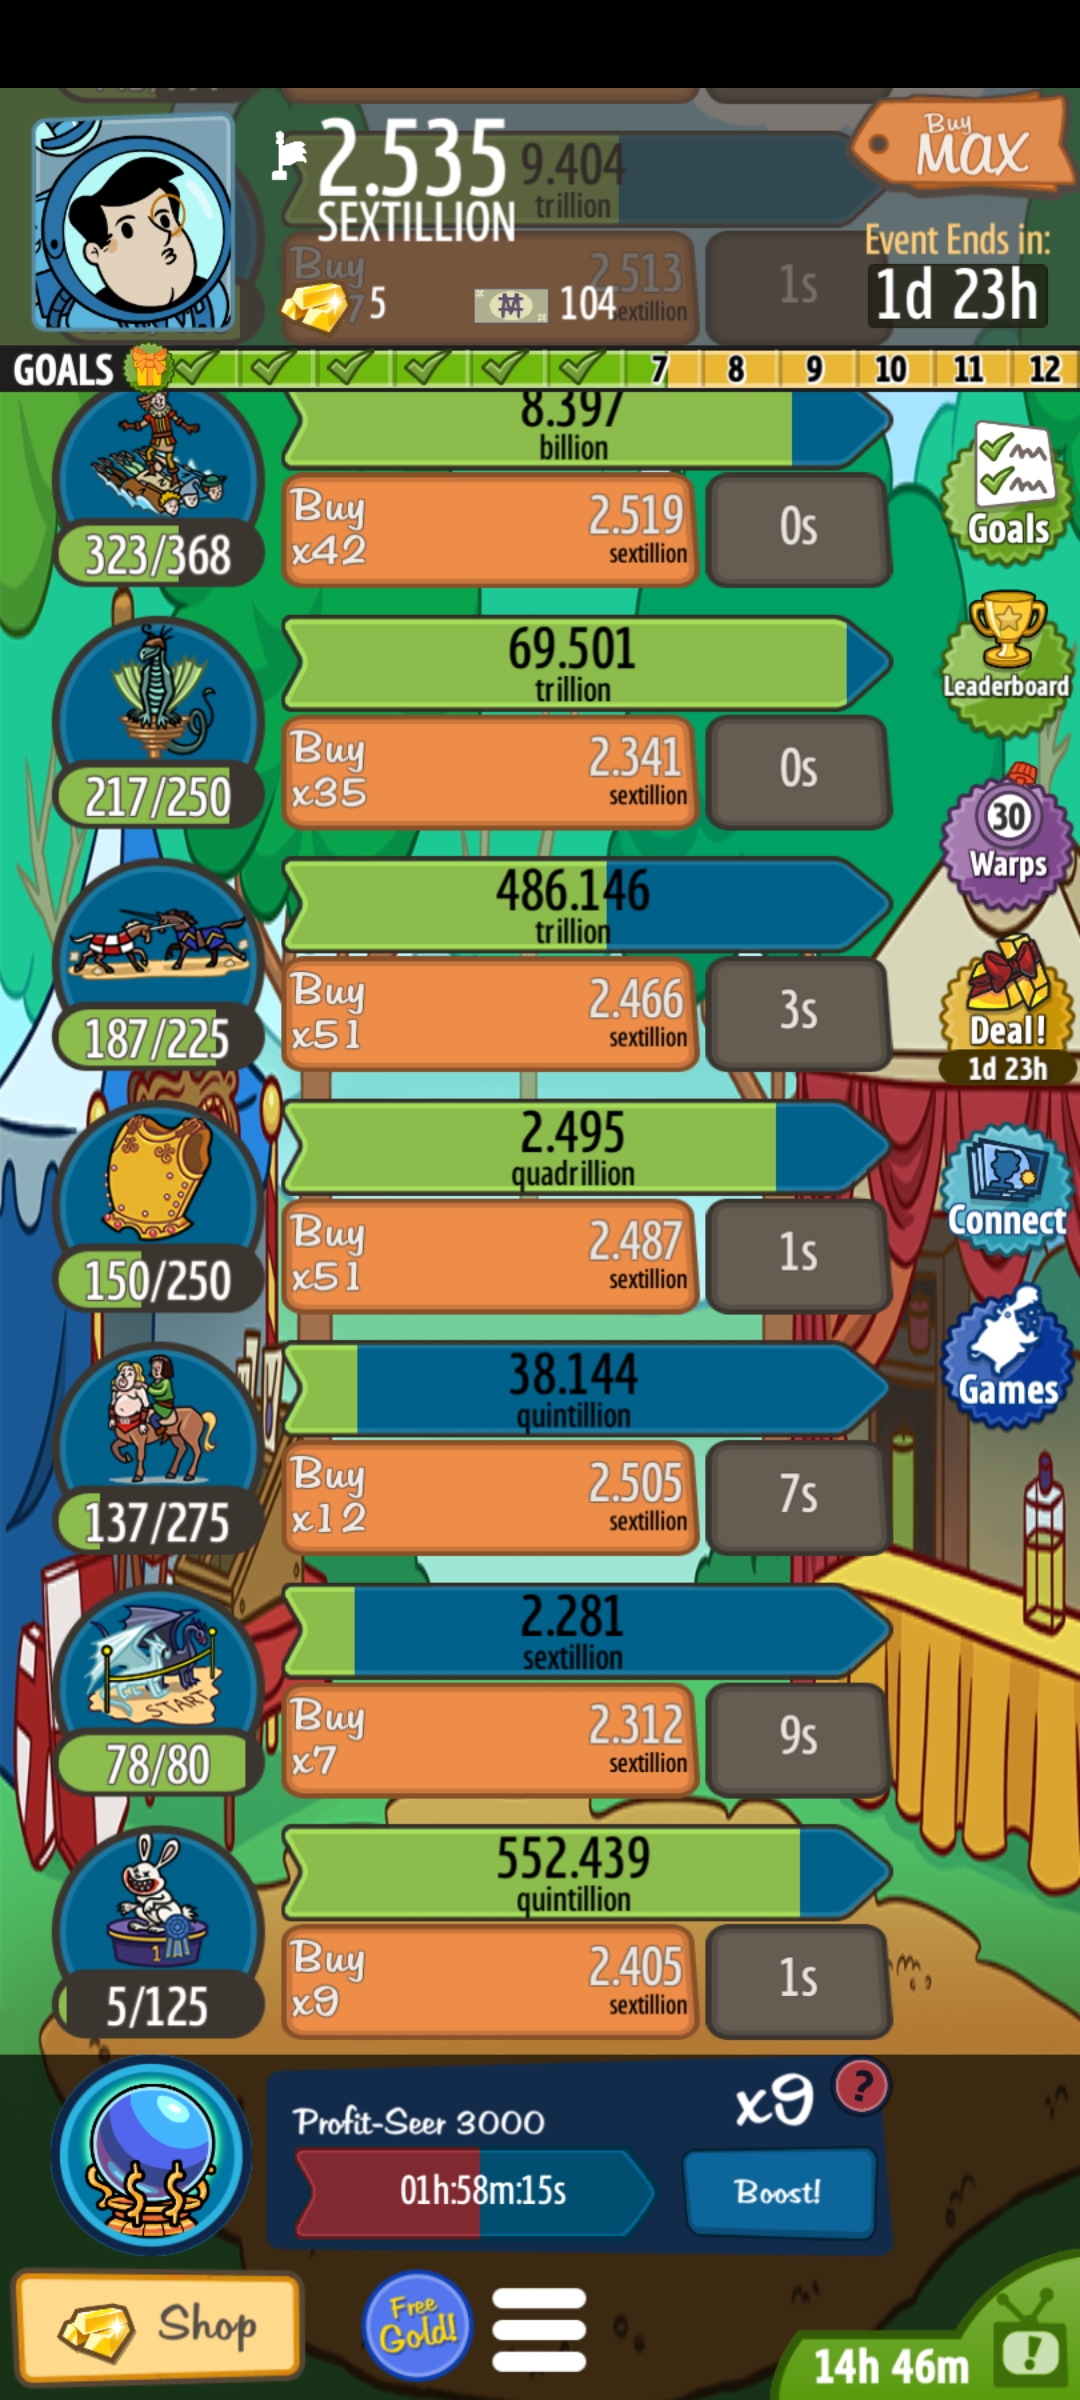 Buy
MAX
2.535
SEXTILLION
9.404
trillion
Event Ends in:
1d 23h
Buy
2.513
sextillion
1s
5
104
GOALS
7 8 9 10 11 12
8.397
billion
Buy
x42
2.519
sextillion
0s
323/368
Goals
69.501
trillion
Leaderboard
Buy
x35
2.341
sextillion
0s
217/250
30
Warps
486.146
trillion
Buy
x51
2.466
sextillion
3s
187/225
Deal!
1d 23h
2.495
quadrillion
Buy
x51
2.487
sextillion
1s
150/250
Connect
38.144
quintillion
Games
Buy
x12
2.505
sextillion
7s
137/275
2.281
sextillion
START
Buy
x7
2.312
sextillion
9s
78/80
552.439
quintillion
1
Buy
x9
2.405
sextillion
1s
5/125
Profit-Seer 3000
x9
?
01h:58m:15s
Boost!
Shop
Free
Gold!
14h 46m
!